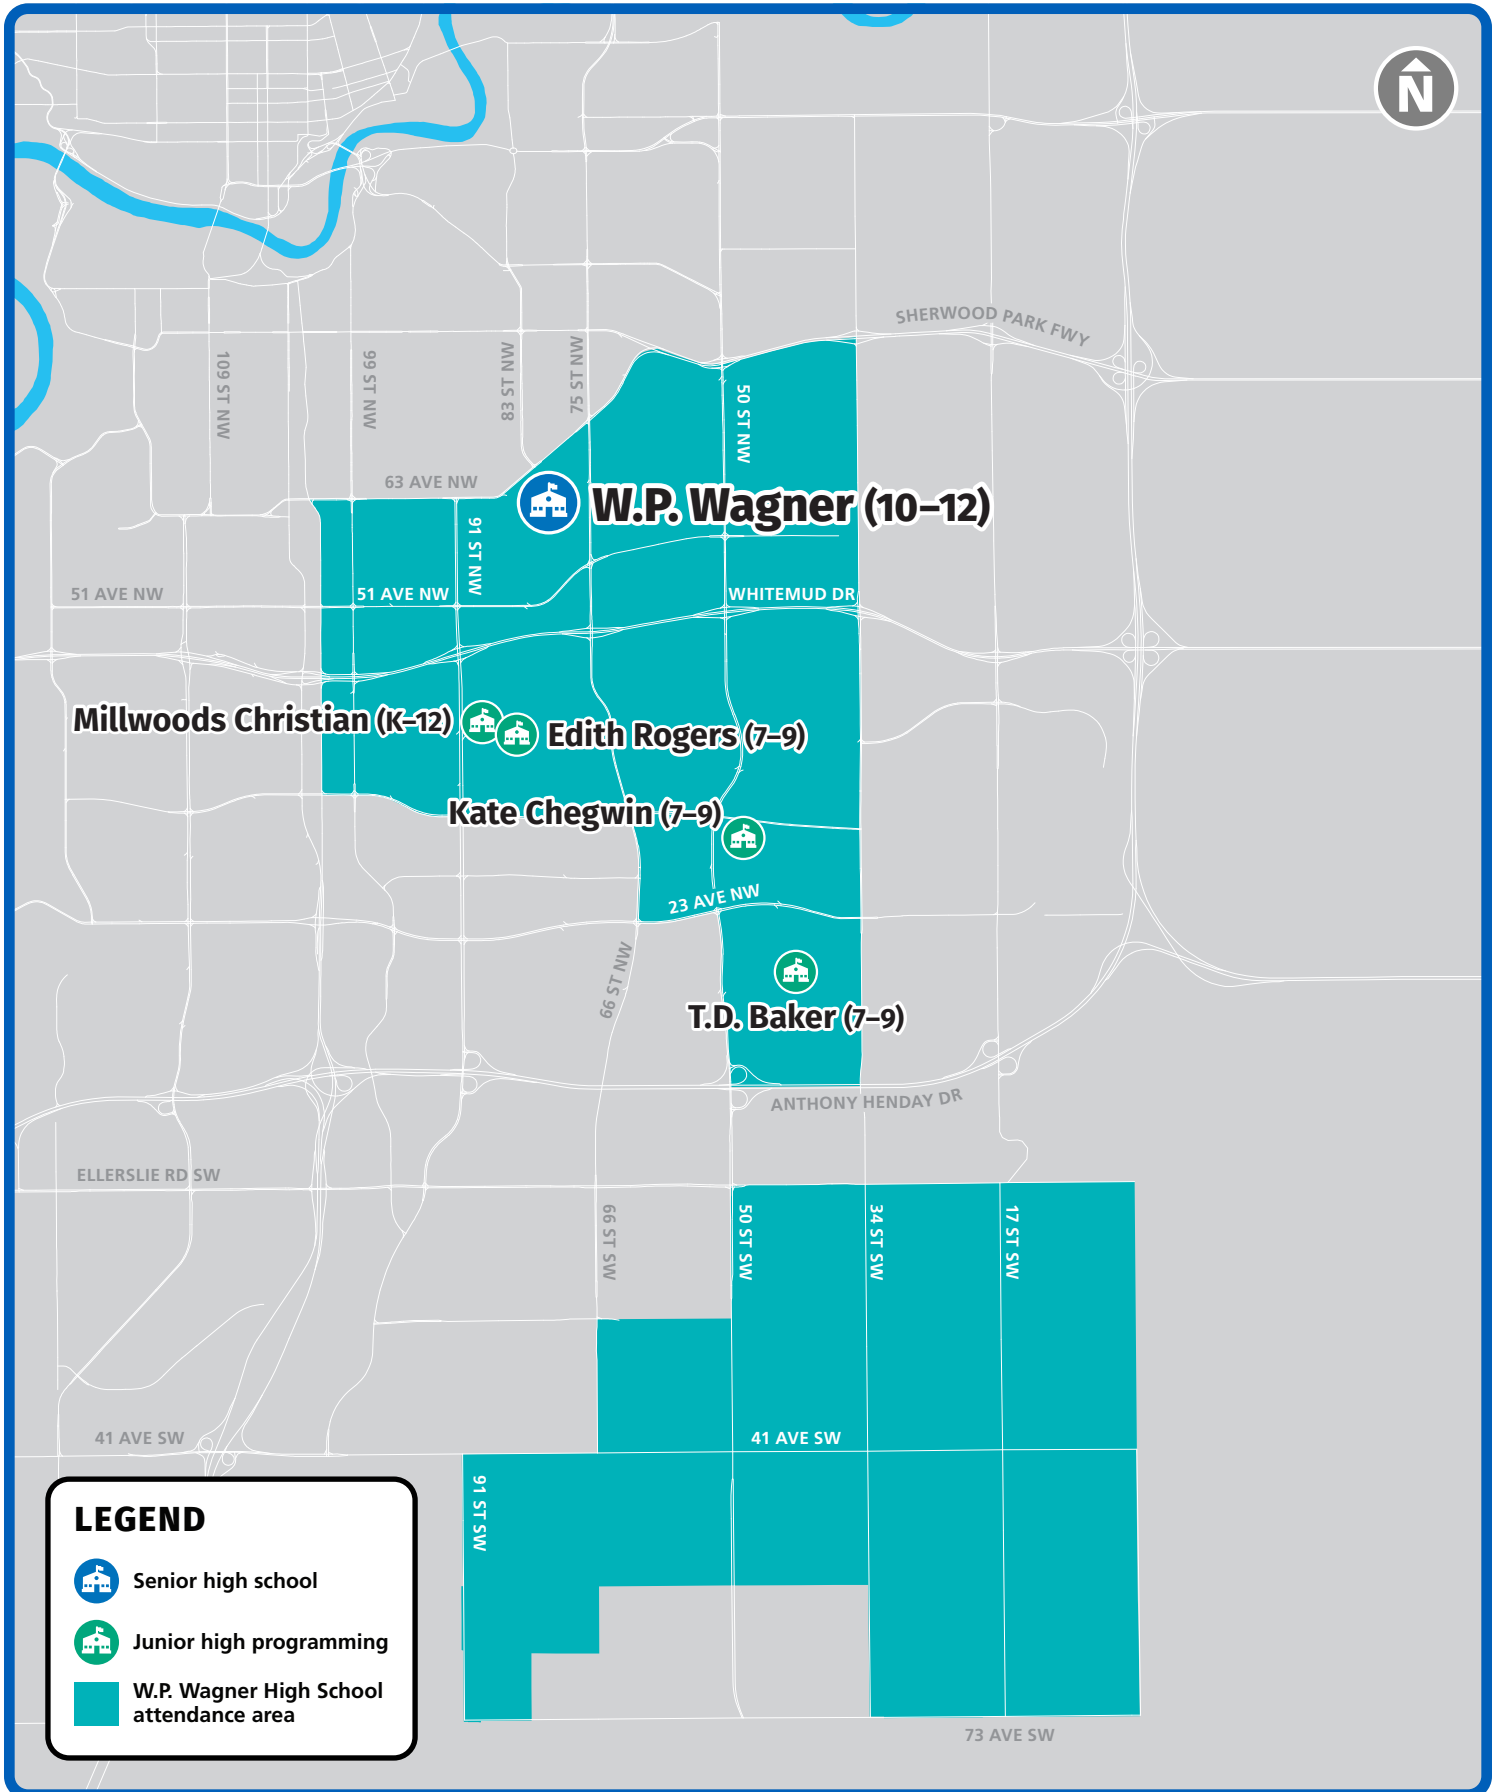 N
SHERWOOD PARK FWY
109 ST NW
99 ST NW
83 ST NW
75 ST NW
50 ST NW
63 AVE NW
W.P. Wagner (10–12)
91 ST NW
51 AVE NW
51 AVE NW
WHITEMUD DR
Millwoods Christian (K–12)
Edith Rogers (7–9)
Kate Chegwin (7–9)
23 AVE NW
66 ST NW
T.D. Baker (7–9)
ANTHONY HENDAY DR
ELLERSLIE RD SW
66 ST SW
50 ST SW
34 ST SW
17 ST SW
41 AVE SW
41 AVE SW
91 ST SW
LEGEND
Senior high school
Junior high programming
W.P. Wagner High School
attendance area
73 AVE SW